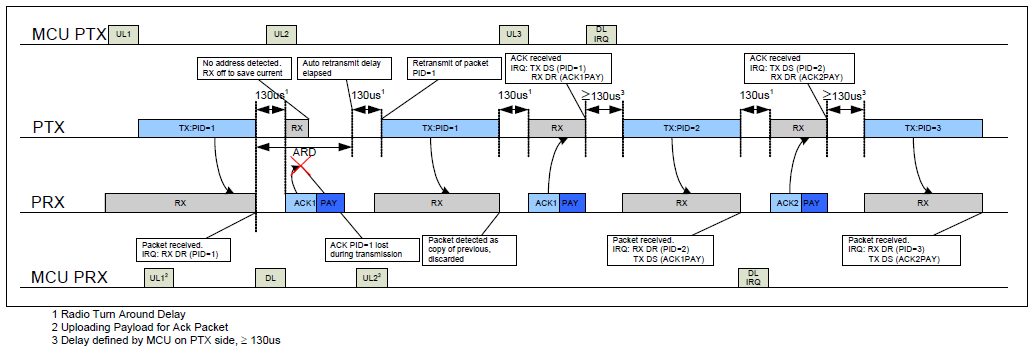 MCU PTX
UL1
UL2
UL3
DL
IRQ
No address detected.
RX off to save current
Auto retransmit delay
elapsed
Retransmit of packet
PID=1
ACK received
IRQ: TX DS (PID=1)
RX DR (ACK1PAY)
ACK received
IRQ: TX DS (PID=2)
RX DR (ACK2PAY)
130us1
130us1
130us1
≥130us3
130us1
≥130us3
PTX
TX:PID=1
RX
TX:PID=1
RX
TX:PID=2
RX
TX:PID=3
ARD
PRX
RX
ACK1
PAY
RX
ACK1
PAY
RX
ACK2
PAY
RX
Packet received.
IRQ: RX DR (PID=1)
ACK PID=1 lost
during transmission
Packet detected as
copy of previous,
discarded
Packet received.
IRQ: RX DR (PID=2)
TX DS (ACK1PAY)
Packet received.
IRQ: RX DR (PID=3)
TX DS (ACK2PAY)
MCU PRX
UL12
DL
UL22
DL
IRQ
1 Radio Turn Around Delay
2 Uploading Payload for Ack Packet
3 Delay defined by MCU on PTX side, ≥ 130us